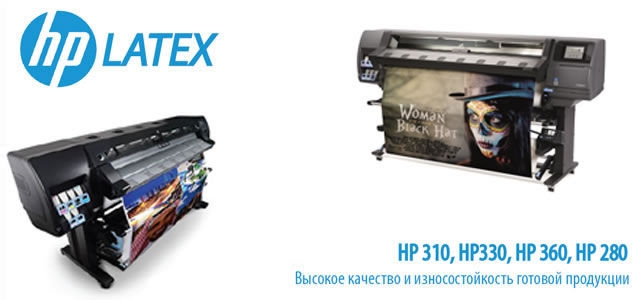 hp LATEX
WOMAN
BLACK HAT
HP 310, HP330, HP 360, HP 280
Высокое качество и износостойкость готовой продукции